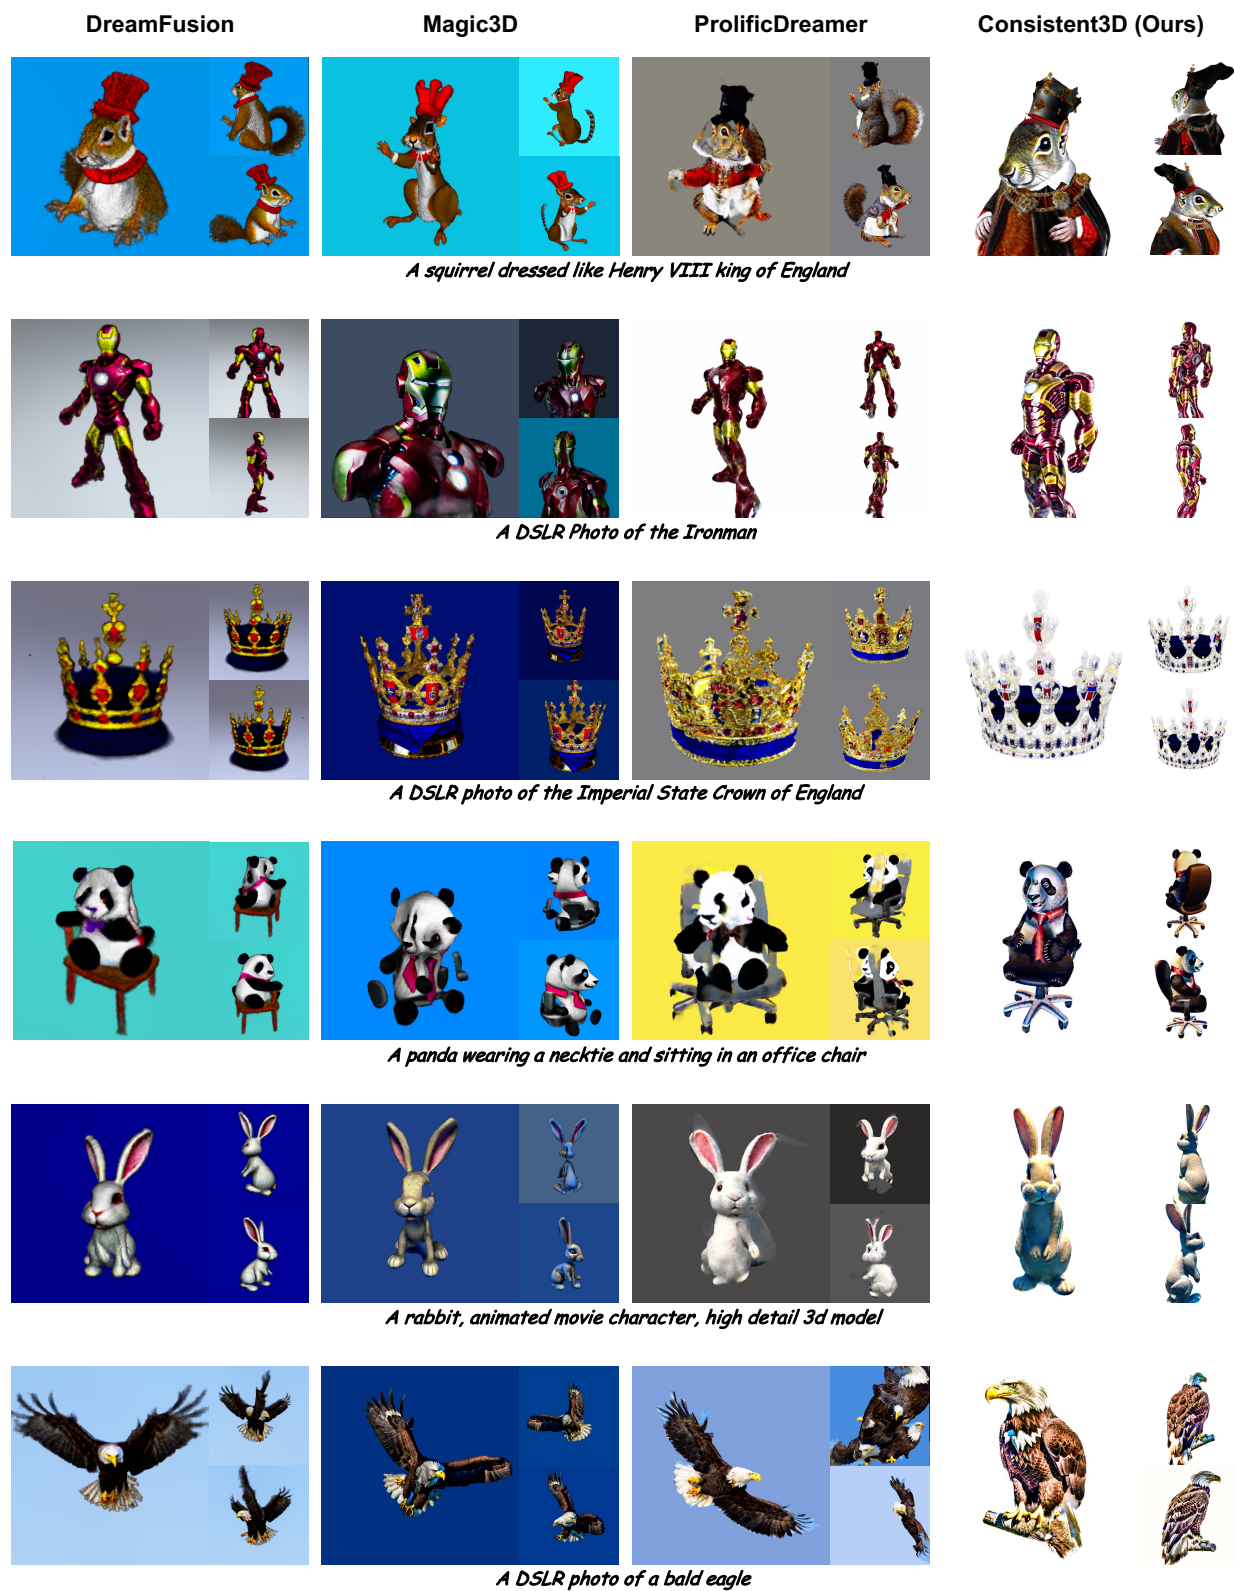 DreamFusion
Magic3D
ProlificDreamer
Consistent3D (Ours)
A squirrel dressed like Henry VIII king of England
A DSLR Photo of the Ironman
A DSLR photo of the Imperial State Crown of England
A panda wearing a necktie and sitting in an office chair
A rabbit, animated movie character, high detail 3d model
A DSLR photo of a bald eagle